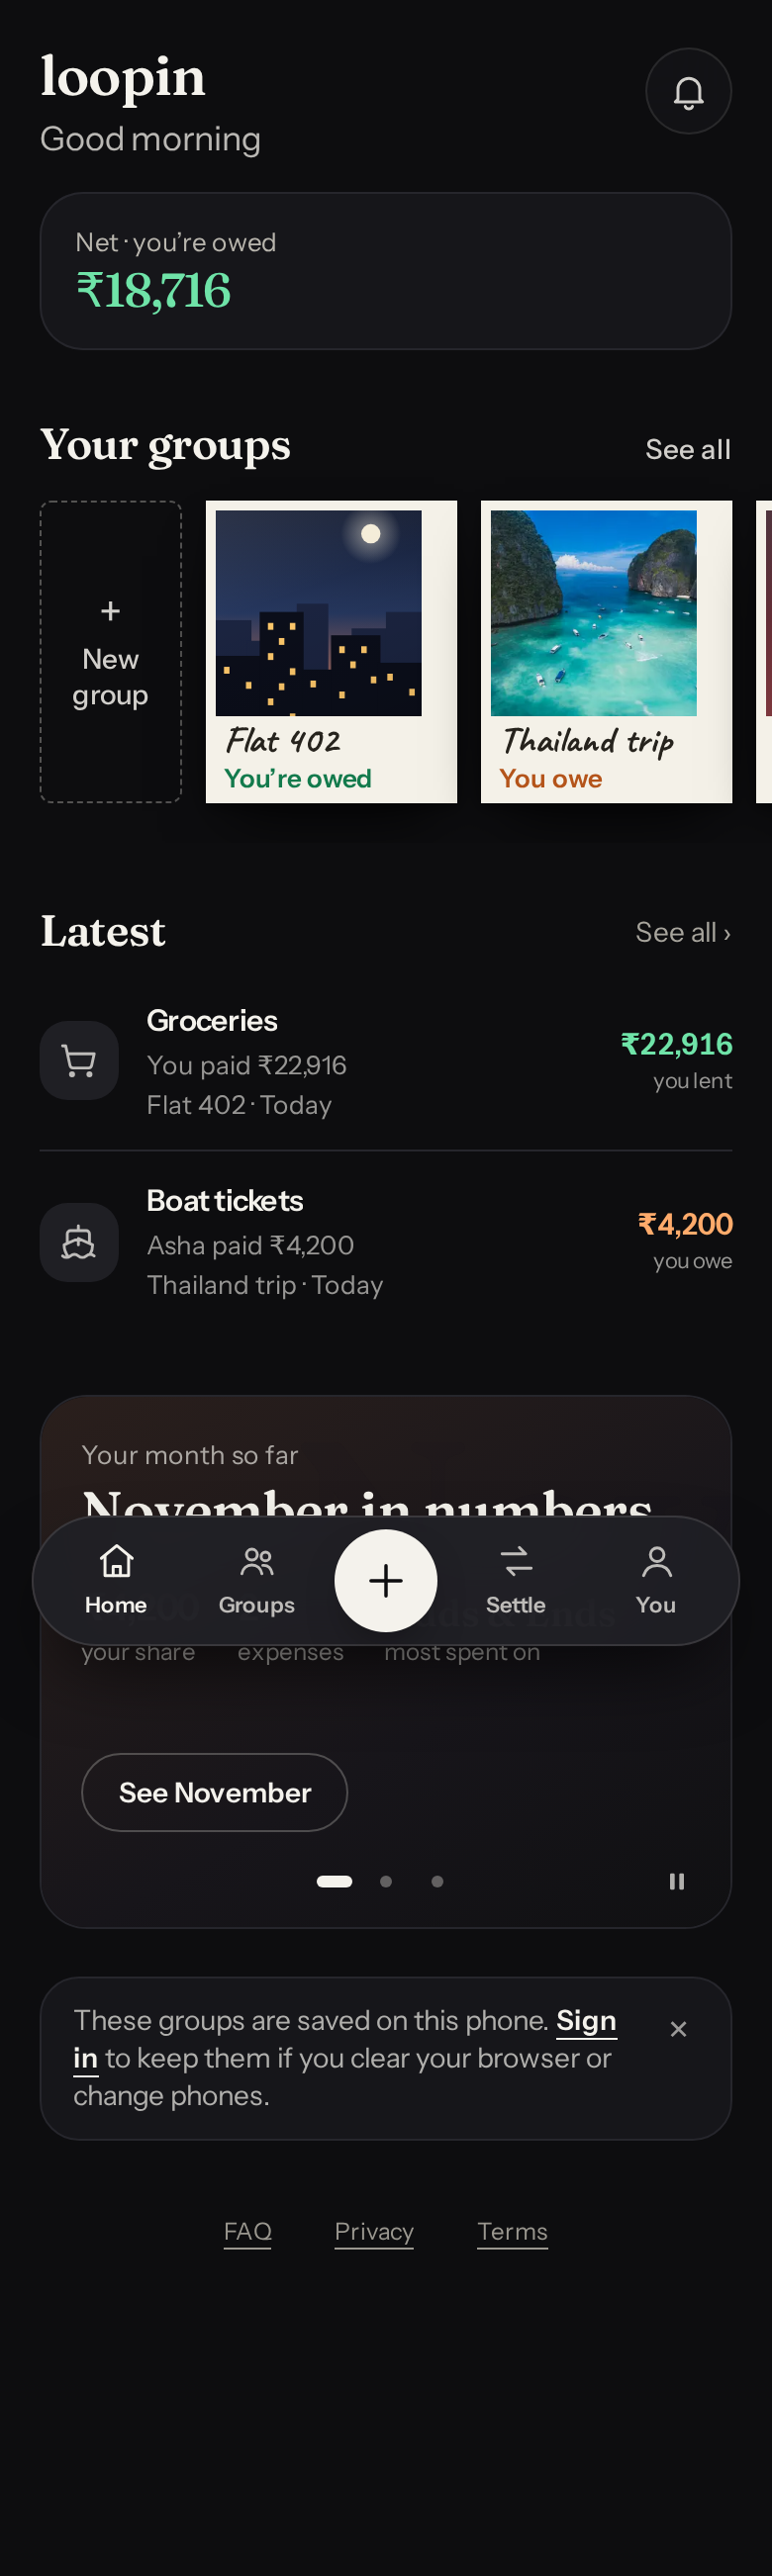 loopin
Good morning
Net · you’re owed
₹18,716
Your groups
See all
+
New
group
Flat 402
You’re owed
Thailand trip
You owe
Latest
See all ›
Groceries
You paid ₹22,916
Flat 402 · Today
₹22,916
you lent
Boat tickets
Asha paid ₹4,200
Thailand trip · Today
₹4,200
you owe
Your month so far
November in numbers
Home
Groups
Settle
You
your share
expenses
most spent on
See November
These groups are saved on this phone. Sign
in to keep them if you clear your browser or
change phones.
FAQ
Privacy
Terms